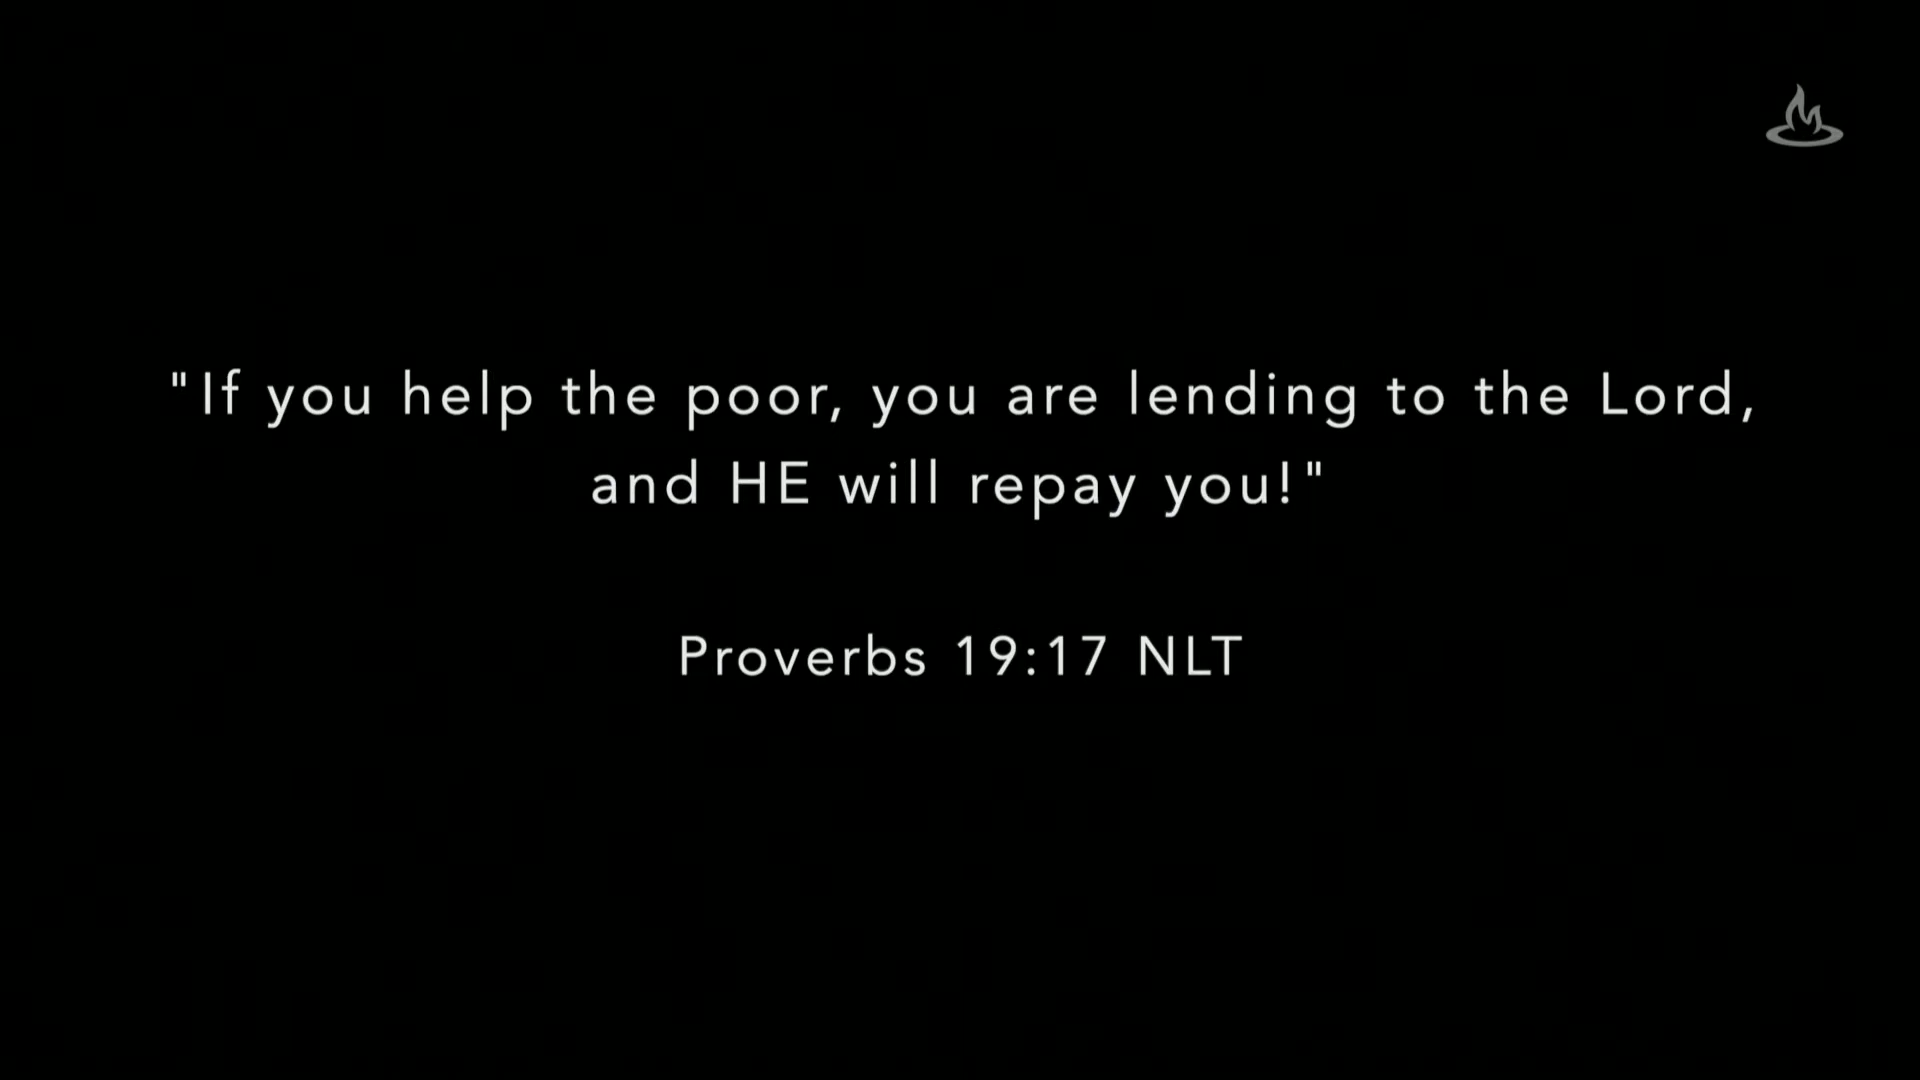 "If you help the poor, you are lending to the Lord,
and HE will repay you!"
Proverbs 19:17 NLT